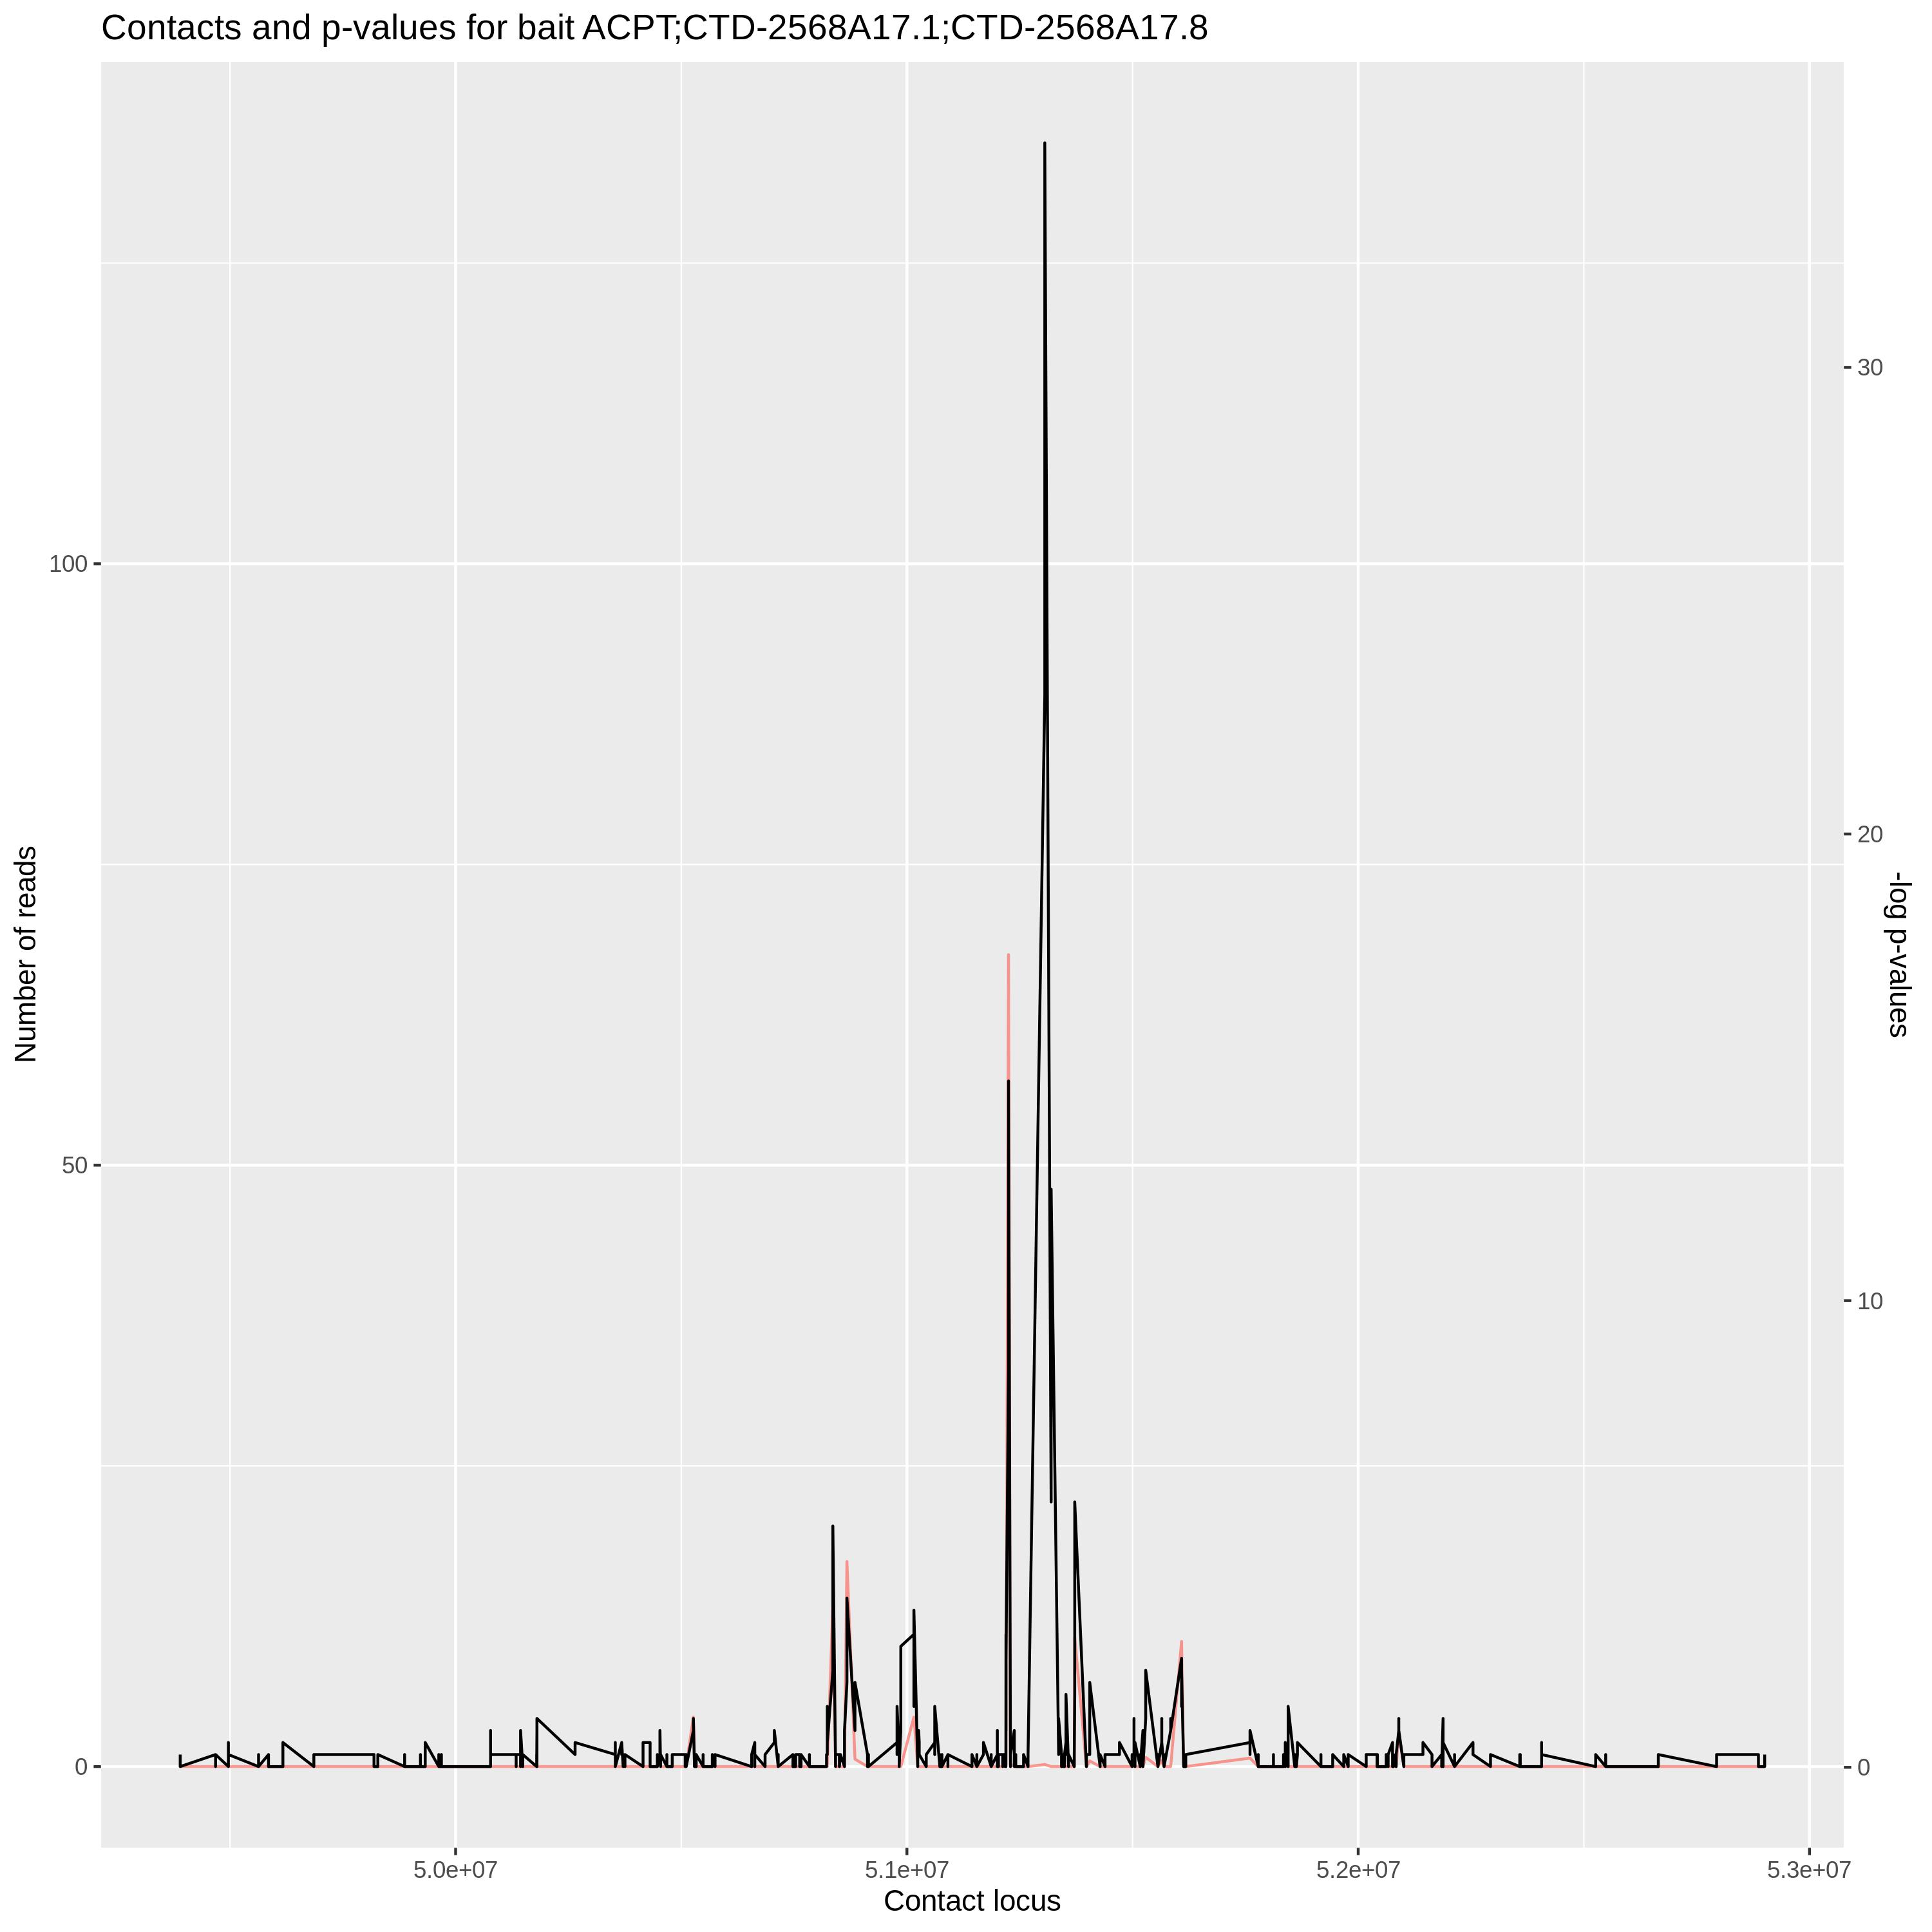 Contacts and p-values for bait ACPT;CTD-2568A17.1;CTD-2568A17.8
Number of reads
100
50
0
30
20
10
0
-log p-values
5.0e+07
5.1e+07
5.2e+07
5.3e+07
Contact locus